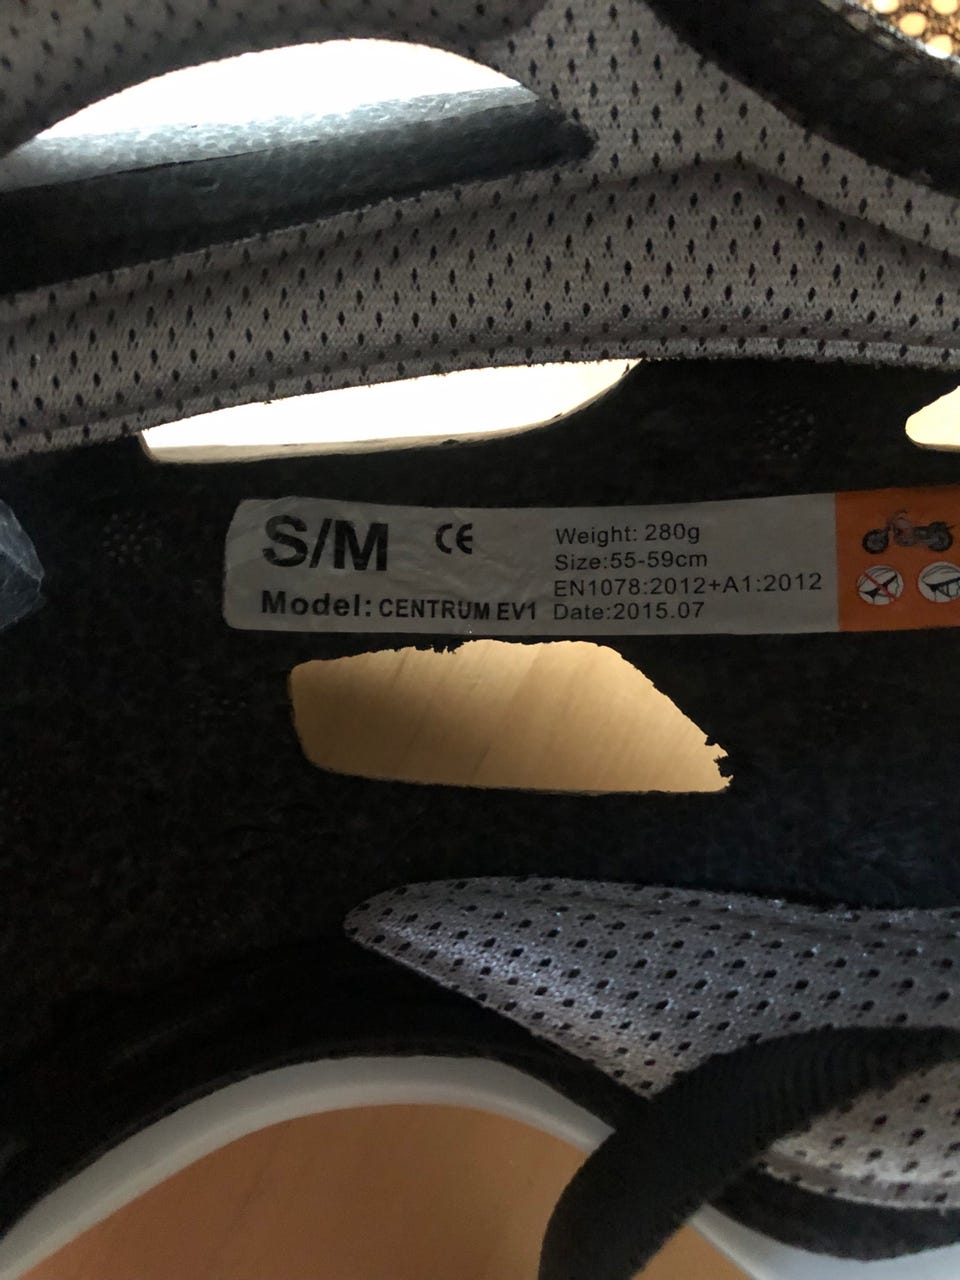 S/M CE
Model: CENTRUM EV1
Weight: 280g
Size:55-59cm
EN1078:2012+A1:2012
Date:2015.07